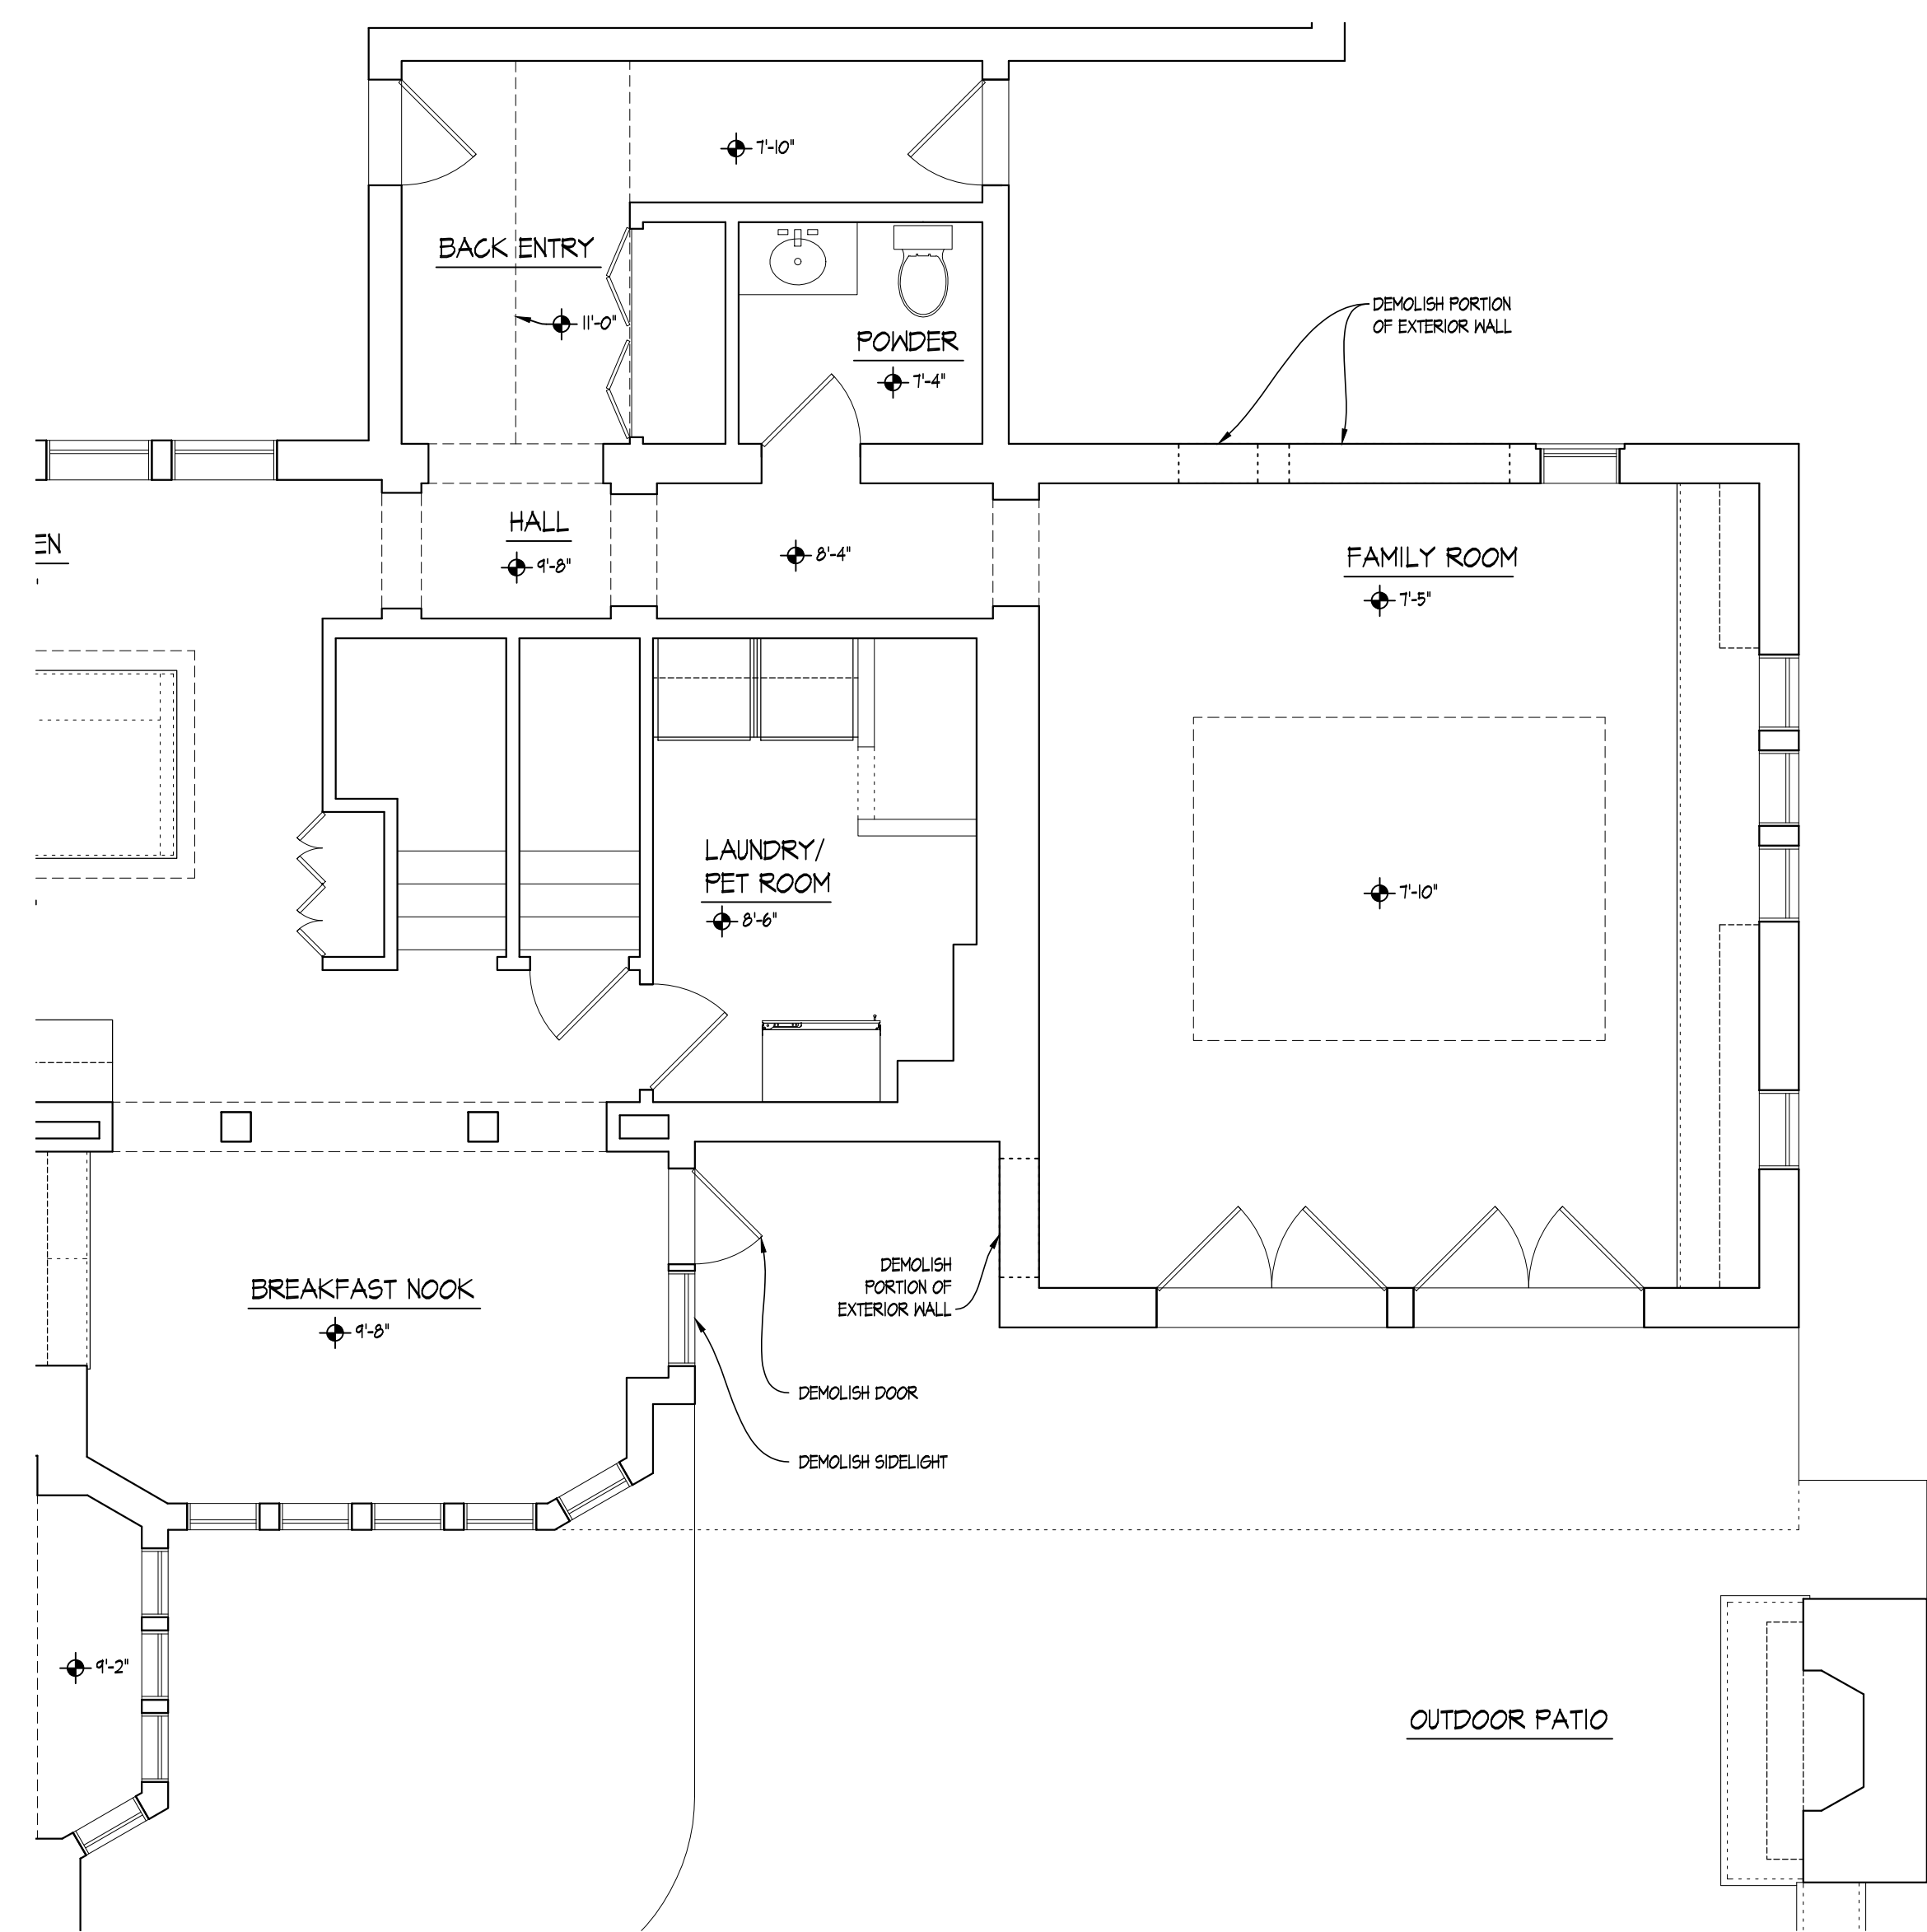 7'-10"
BACK ENTRY
11'-0"
POWDER
7'-4"
DEMOLISH PORTION
OF EXTERIOR WALL
HALL
9'-8"
8'-4"
EN
FAMILY ROOM
7'-5"
LAUNDRY/
PET ROOM
8'-6"
7'-10"
BREAKFAST NOOK
9'-8"
DEMOLISH
PORTION OF
EXTERIOR WALL
DEMOLISH DOOR
DEMOLISH SIDELIGHT
9'-2"
OUTDOOR PATIO